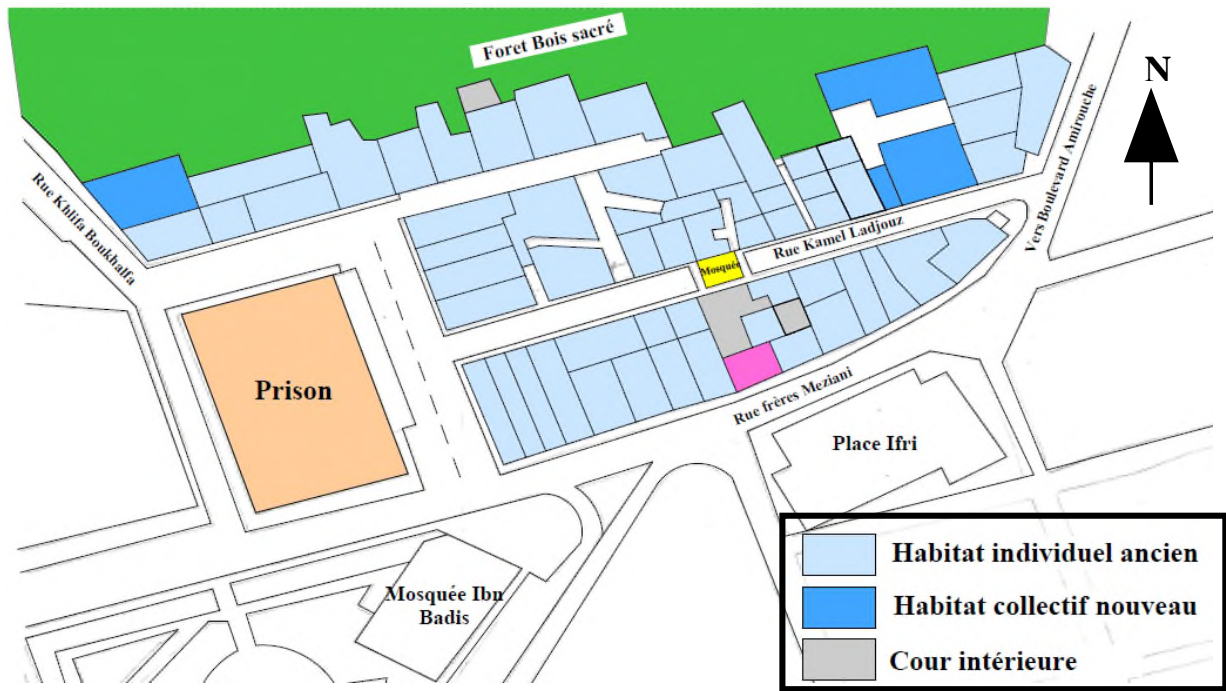 Foret Bois sacré
N
Rue Khlifa Boukhalfa
Vers Boulevard Amirouche
Rue Kamel Ladjouz
Mosquée
Prison
Rue frères Meziani
Place Ifri
Mosquée Ibn
Badis
Habitat individuel ancien
Habitat collectif nouveau
Cour intérieure